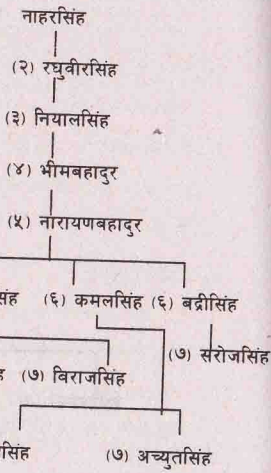 नाहरसिंह
(२) रघुवीरसिंह
(३) नियालसिंह
(४) भीमबहादुर
(५) नारायणबहादुर
(६) कमलसिंह (६) बद्रीसिंह
(७) सरोजसिंह
(७) विराजसिंह
(७) अच्युतसिंह